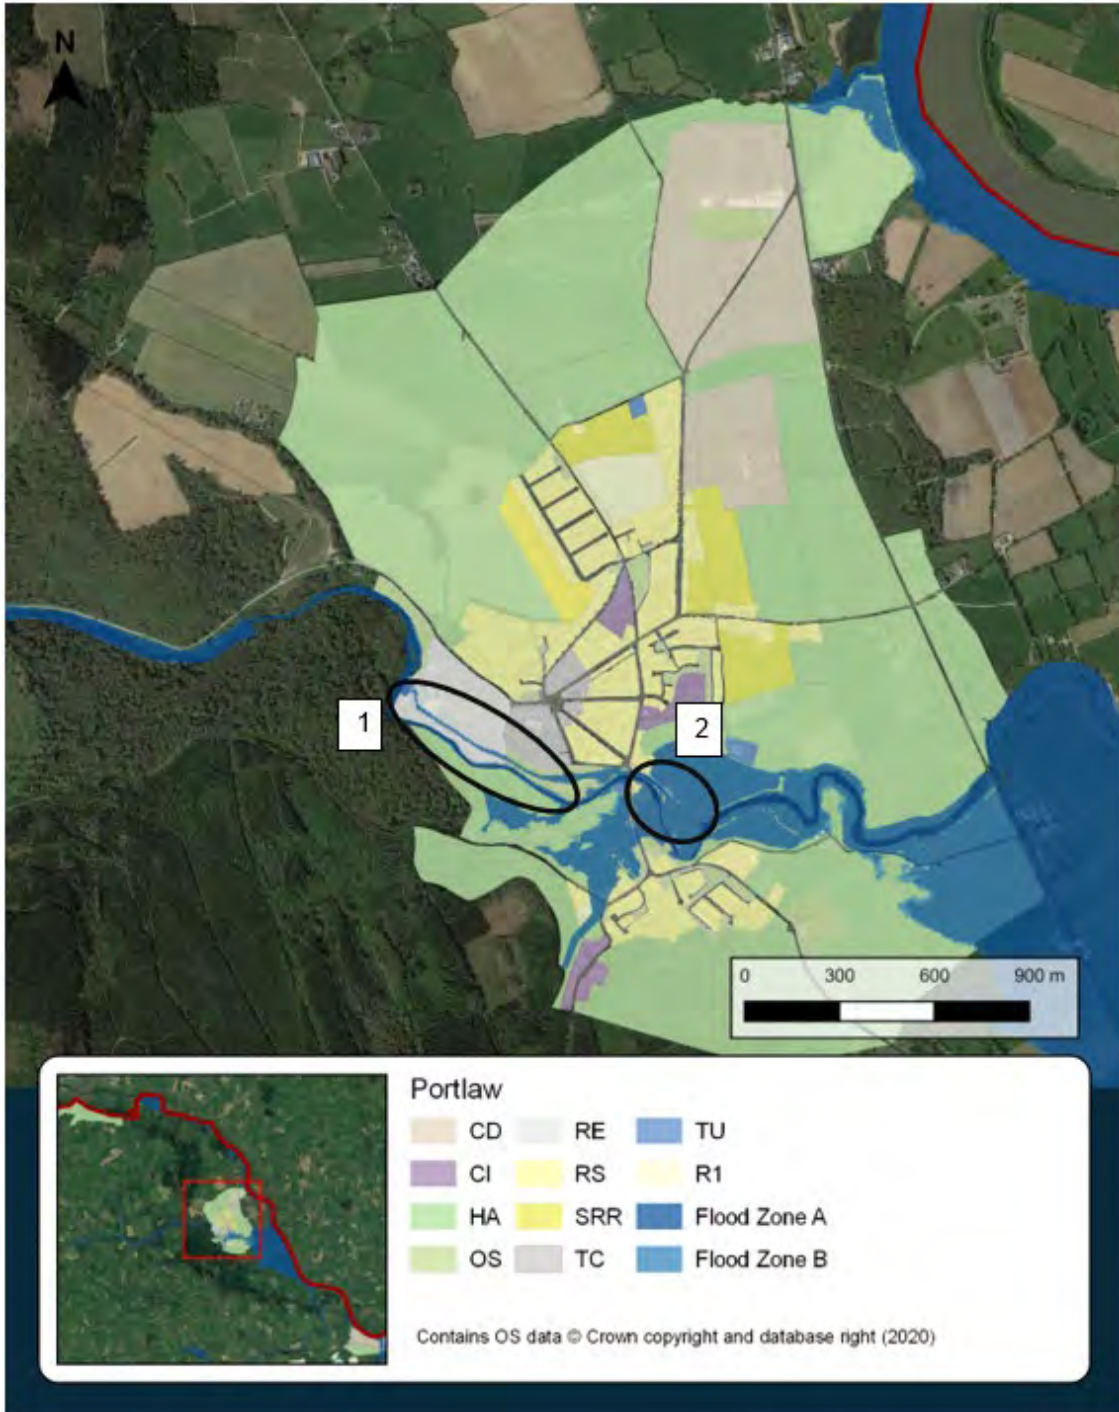 N
1
2
0 300 600 900 m
Portlaw
CD RE TU
CI RS R1
HA SRR Flood Zone A
OS TC Flood Zone B
Contains OS data © Crown copyright and database right (2020)